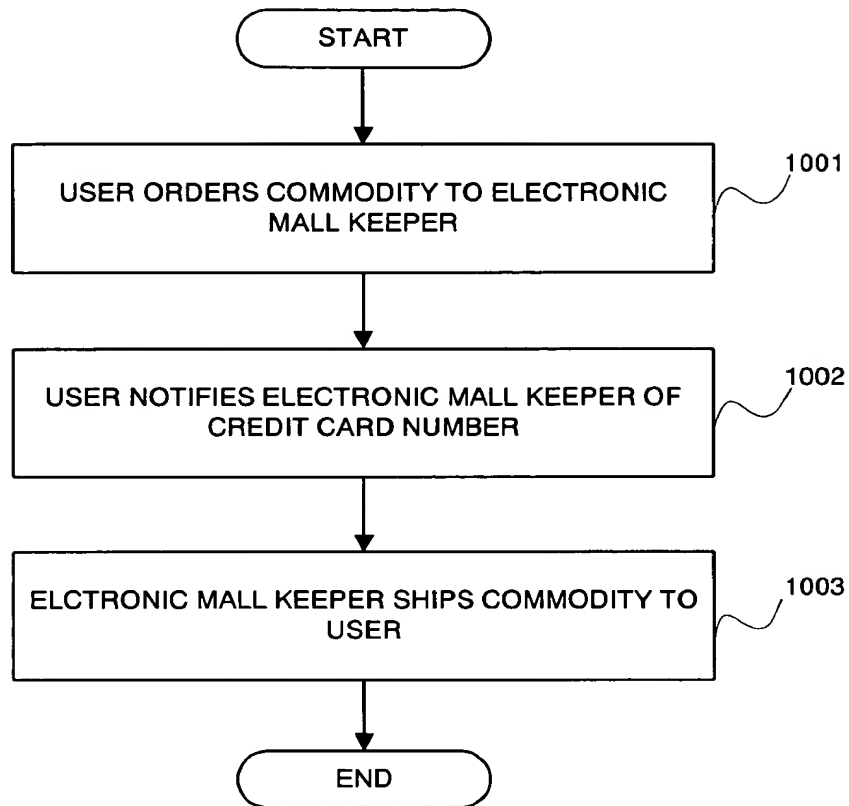 START
USER ORDERS COMMODITY TO ELECTRONIC
MALL KEEPER
1001
USER NOTIFIES ELECTRONIC MALL KEEPER OF
CREDIT CARD NUMBER
1002
ELCTRONIC MALL KEEPER SHIPS COMMODITY TO
USER
1003
END